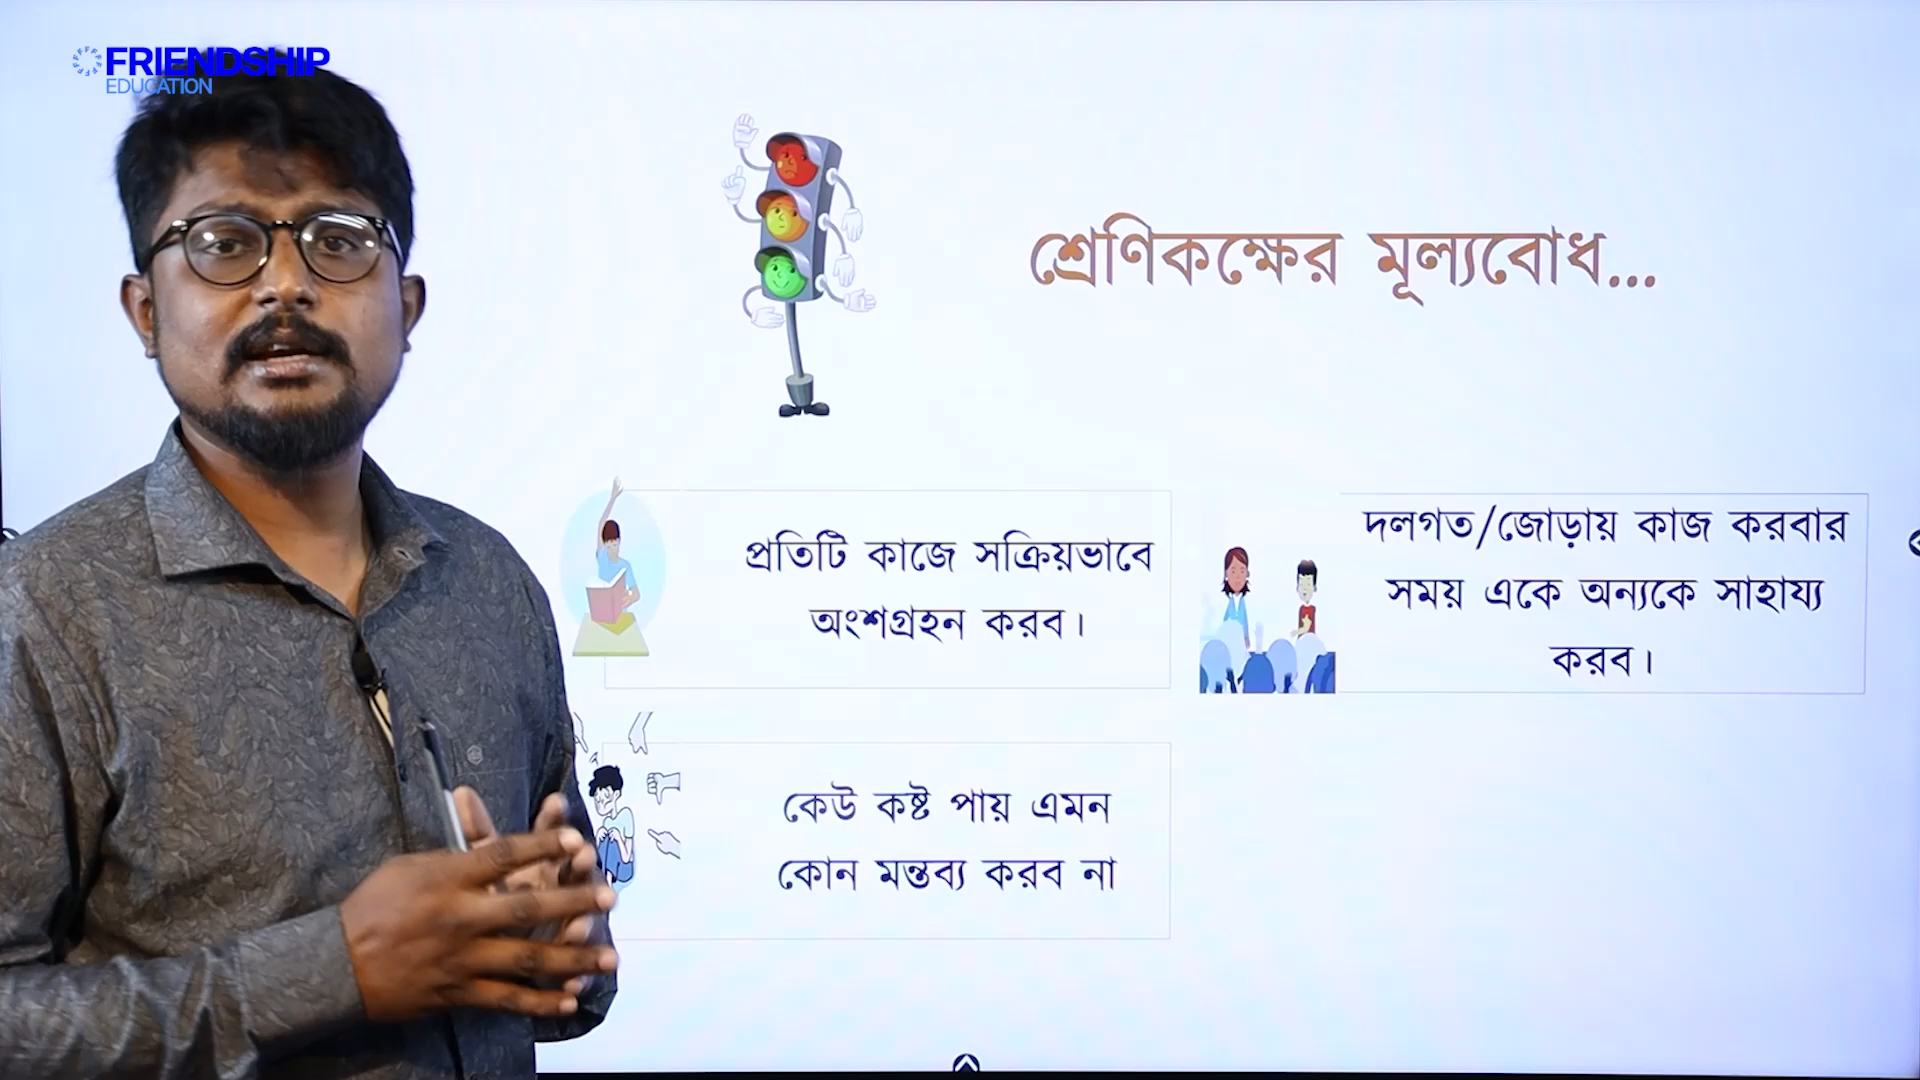 FRIENDSHIP
EDUCATION
শ্রেণিকক্ষের মূল্যবোধ...
প্রতিটি কাজে সক্রিয়ভাবে
অংশগ্রহন করব।
দলগত/জোড়ায় কাজ করবার
সময় একে অন্যকে সাহায্য
করব।
কেউ কষ্ট পায় এমন
কোন মন্তব্য করব না